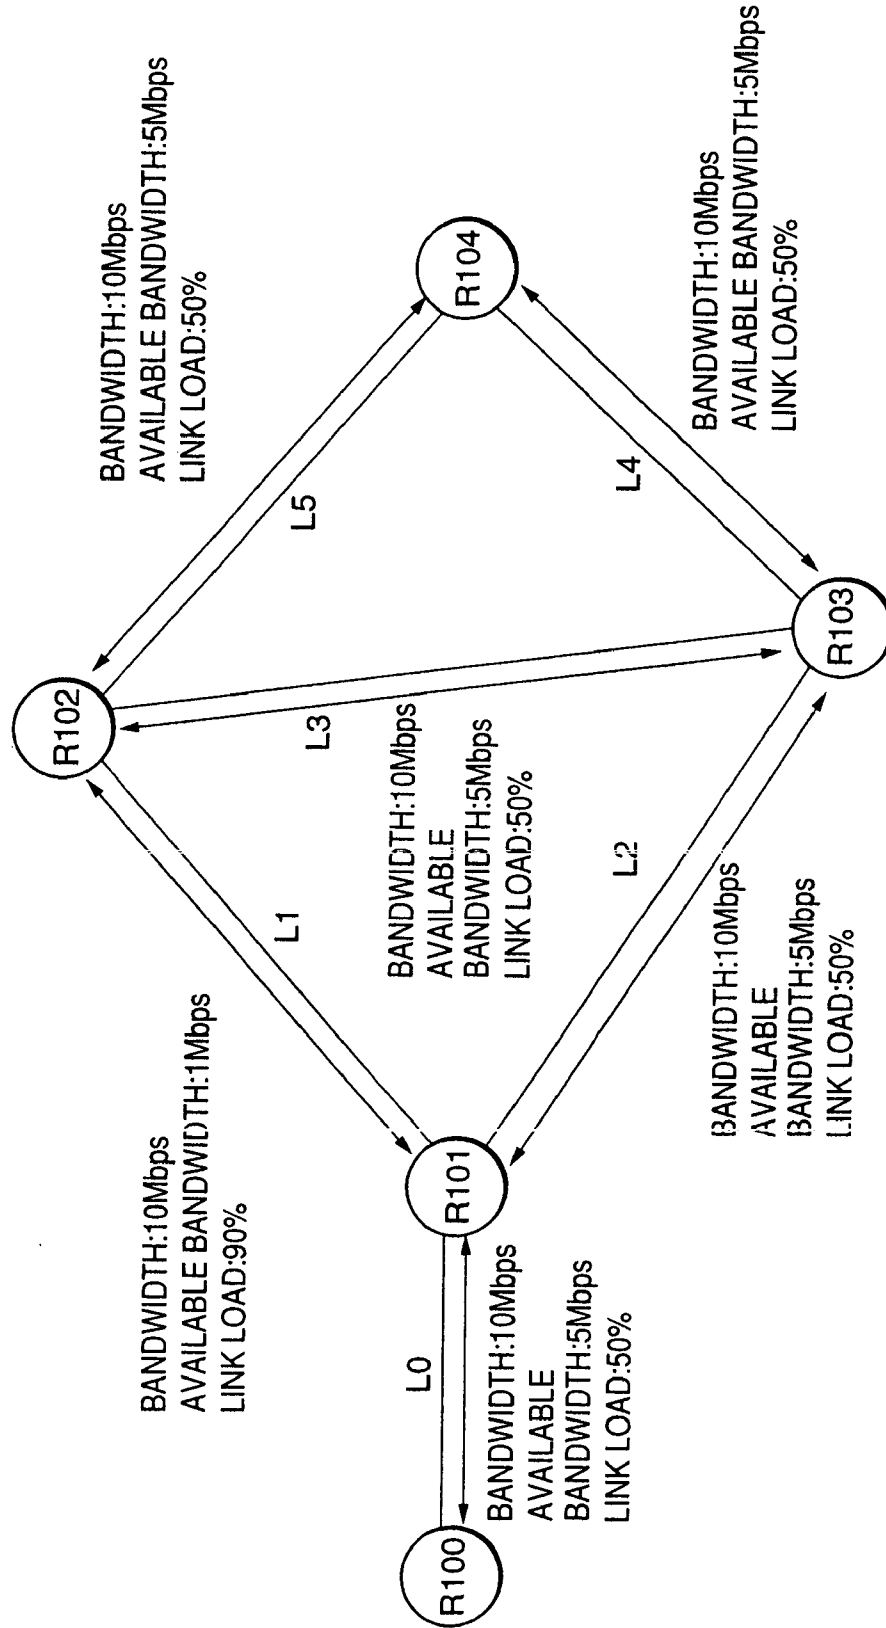 BANDWIDTH:10Mbps
AVAILABLE BANDWIDTH:5Mbps
LINK LOAD:50%
R102
L5
BANDWIDTH:10Mbps
AVAILABLE BANDWIDTH:1Mbps
LINK LOAD:90%
L1
L3
R104
BANDWIDTH:10Mbps
AVAILABLE
BANDWIDTH:5Mbps
LINK LOAD:50%
L0
R100
R101
BANDWIDTH:10Mbps
AVAILABLE
BANDWIDTH:5Mbps
LINK LOAD:50%
L2
L4
BANDWIDTH:10Mbps
AVAILABLE BANDWIDTH:5Mbps
LINK LOAD:50%
BANDWIDTH:10Mbps
AVAILABLE
BANDWIDTH:5Mbps
LINK LOAD:50%
R103